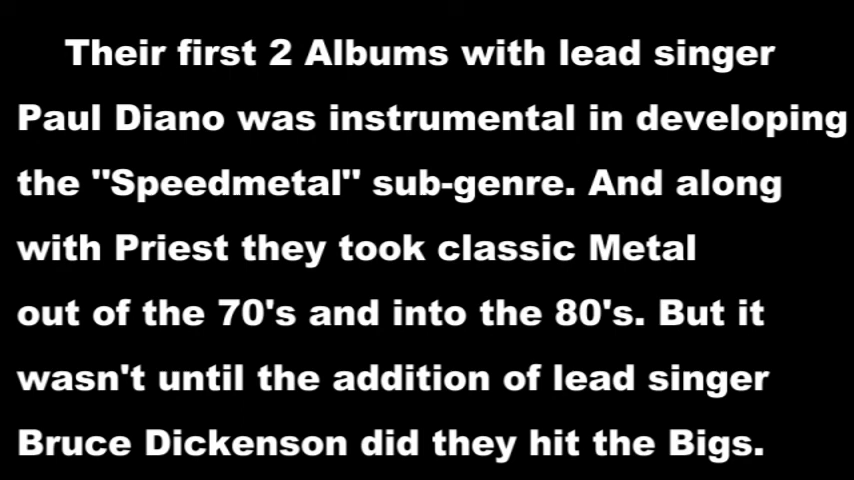 Their first 2 Albums with lead singer
Paul Diano was instrumental in developing
the "Speedmetal" sub-genre. And along
with Priest they took classic Metal
out of the 70's and into the 80's. But it
wasn't until the addition of lead singer
Bruce Dickenson did they hit the Bigs.